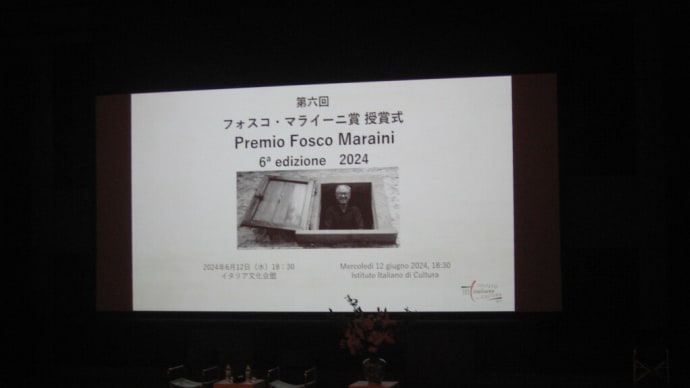 第六回
フォスコ・マライーニ賞 授賞式
Premio Fosco Maraini
6ª edizione 2024
2024年6月12日（水）18：30
イタリア文化会館
Mercoledì 12 giugno 2024, 18:30
Istituto Italiano di Cultura